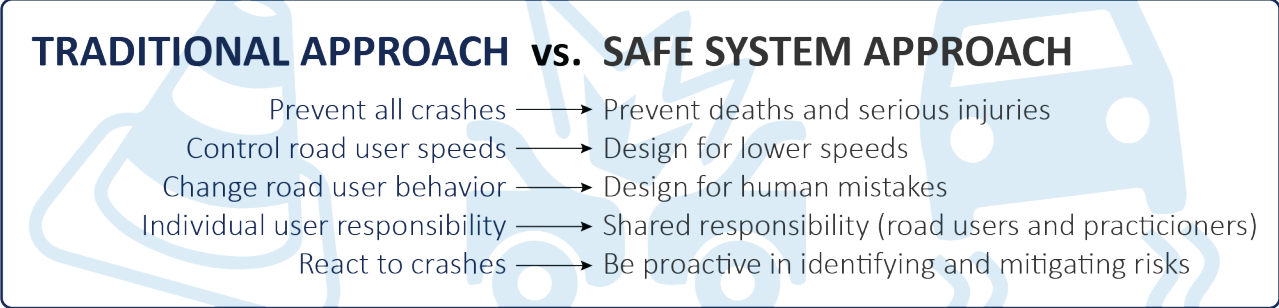 TRADITIONAL APPROACH vs. SAFE SYSTEM APPROACH
Prevent all crashes → Prevent deaths and serious injuries
Control road user speeds → Design for lower speeds
Change road user behavior → Design for human mistakes
Individual user responsibility → Shared responsibility (road users and practicioners)
React to crashes → Be proactive in identifying and mitigating risks